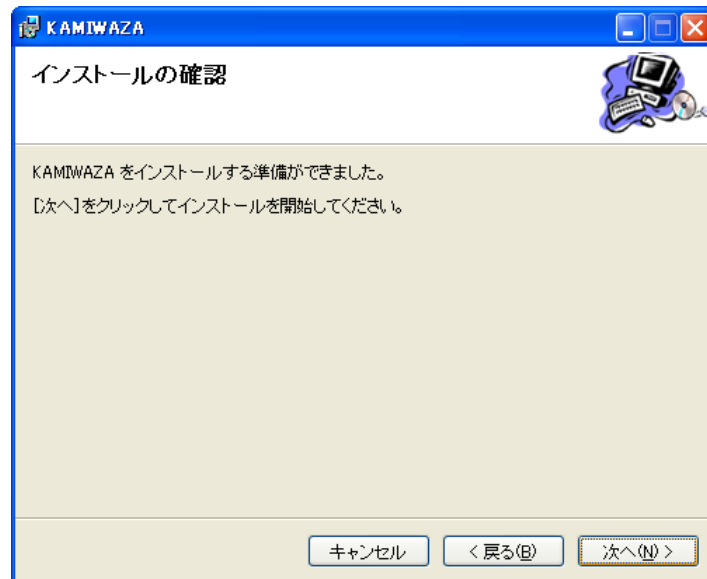 KAMIWAZA
インストールの確認
KAMIWAZA をインストールする準備ができました。
[次へ]をクリックしてインストールを開始してください。
キャンセル
< 戻る(B)
次へ(N) >